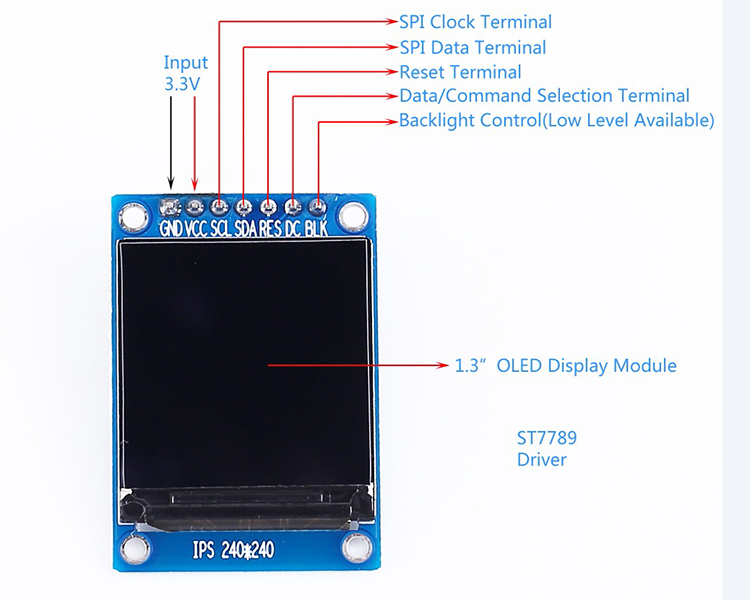 SPI Clock Terminal
SPI Data Terminal
Input
3.3V
Reset Terminal
Data/Command Selection Terminal
Backlight Control(Low Level Available)
GND VCC SCL SDA RES DC BLK
1.3" OLED Display Module
ST7789
Driver
IPS 240*240